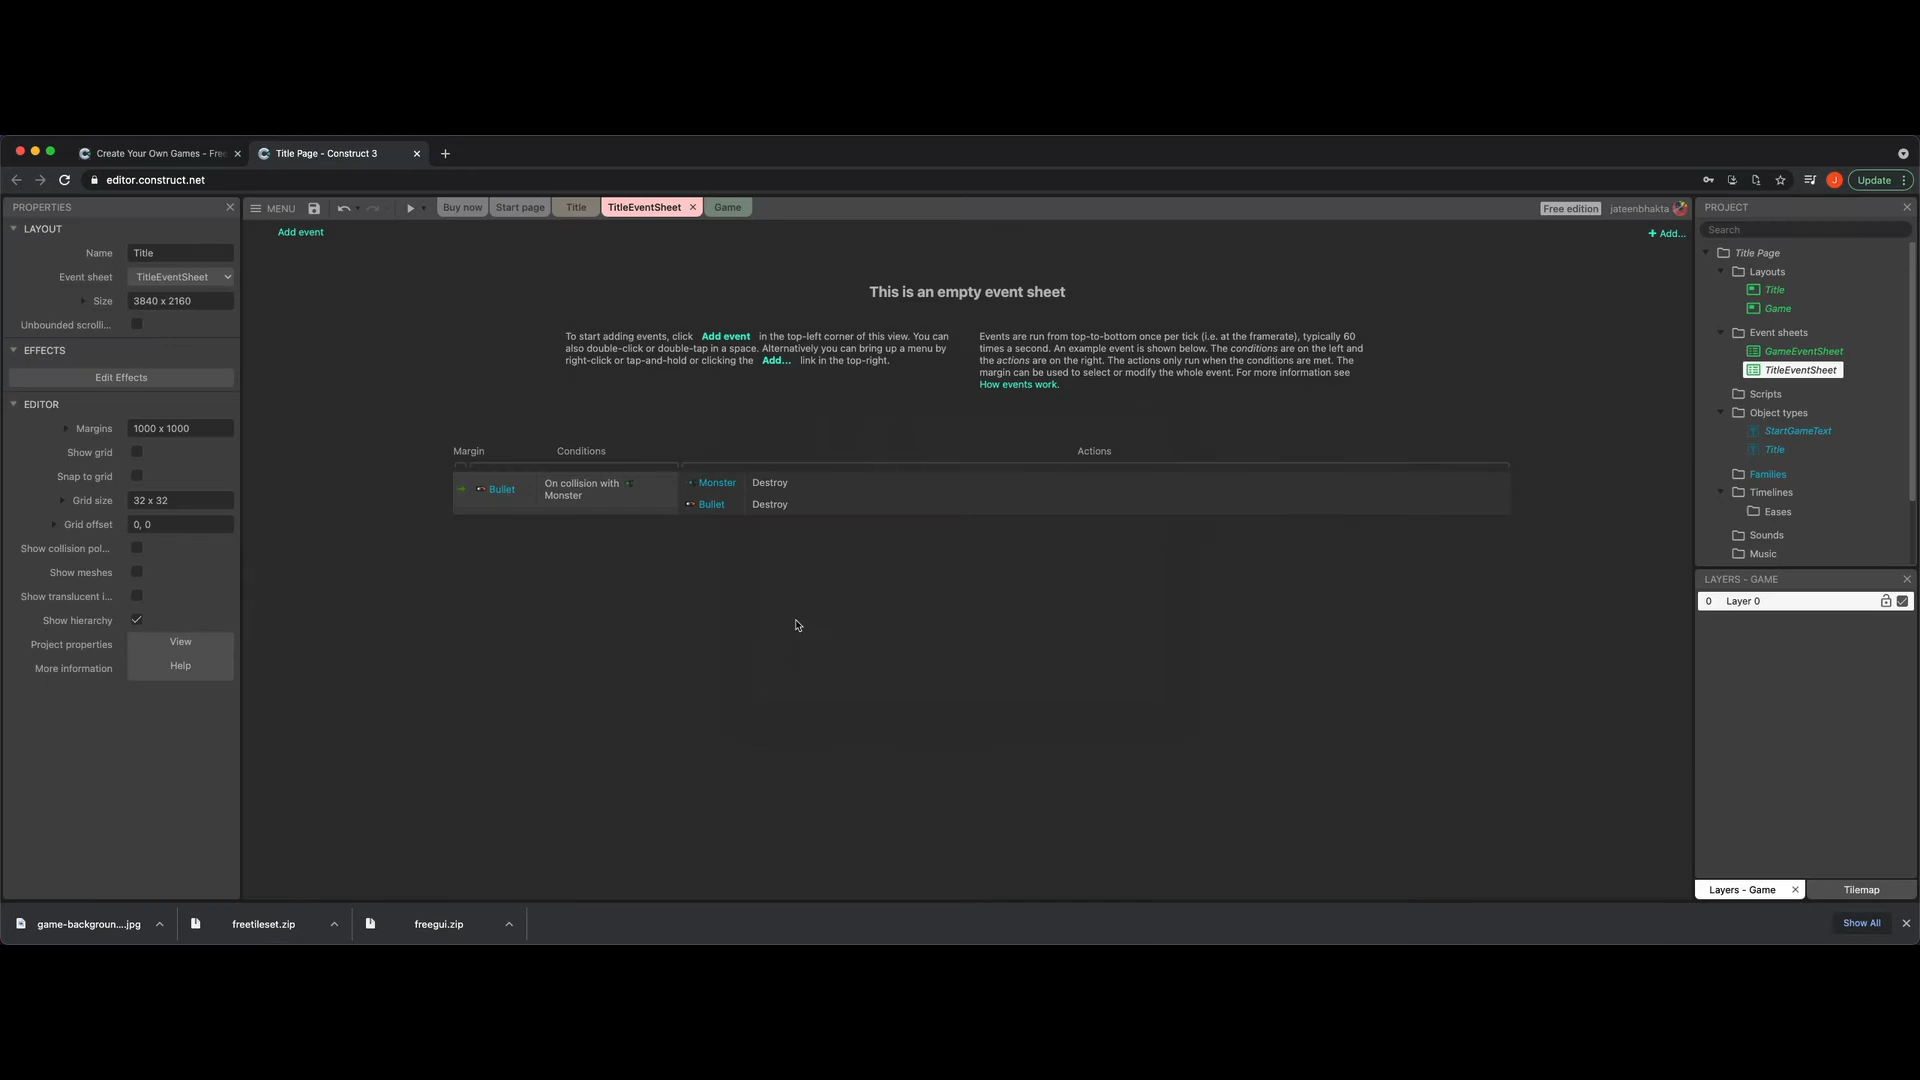 Create Your Own Games - Free
Title Page - Construct 3
editor.construct.net
J
Update
PROPERTIES
MENU
Buy now
Start page
Title
TitleEventSheet
Game
Free edition
jateenbhakta
PROJECT
LAYOUT
Name
Title
Event sheet
TitleEventSheet
Size
3840 x 2160
Unbounded scrolli...
EFFECTS
Edit Effects
EDITOR
Margins
1000 x 1000
Show grid
Snap to grid
Grid size
32 x 32
Grid offset
0, 0
Show collision pol...
Show meshes
Show translucent i...
Show hierarchy
Project properties
View
More information
Help
Add event
Add...
This is an empty event sheet
To start adding events, click Add event in the top-left corner of this view. You can
also double-click or double-tap in a space. Alternatively you can bring up a menu by
right-click or tap-and-hold or clicking the Add... link in the top-right.
Events are run from top-to-bottom once per tick (i.e. at the framerate), typically 60
times a second. An example event is shown below. The conditions are on the left and
the actions are on the right. The actions only run when the conditions are met. The
margin can be used to select or modify the whole event. For more information see
How events work.
Margin
Conditions
Actions
Bullet
On collision with
Monster
Monster
Destroy
Bullet
Destroy
Search
Title Page
Layouts
Title
Game
Event sheets
GameEventSheet
TitleEventSheet
Scripts
Object types
StartGameText
Title
Families
Timelines
Eases
Sounds
Music
LAYERS - GAME
0 Layer 0
Layers - Game
Tilemap
game-backgroun....jpg
freetileset.zip
freegui.zip
Show All